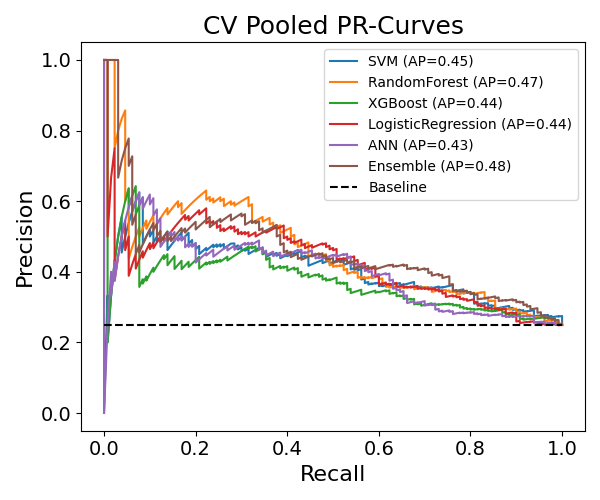 CV Pooled PR-Curves
SVM (AP=0.45)
RandomForest (AP=0.47)
XGBoost (AP=0.44)
LogisticRegression (AP=0.44)
ANN (AP=0.43)
Ensemble (AP=0.48)
Baseline
Precision
1.0
0.8
0.6
0.4
0.2
0.0
0.0 0.2 0.4 0.6 0.8 1.0
Recall